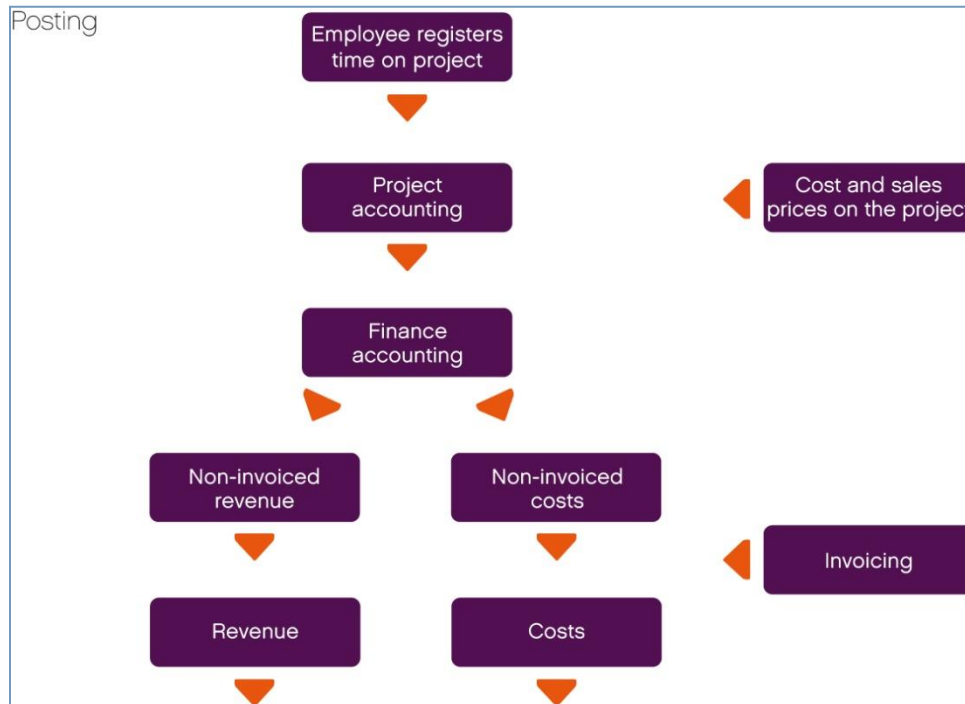 Posting
Employee registers
time on project
Project
accounting
Cost and sales
prices on the project
Finance
accounting
Non-invoiced
revenue
Non-invoiced
costs
Invoicing
Revenue
Costs